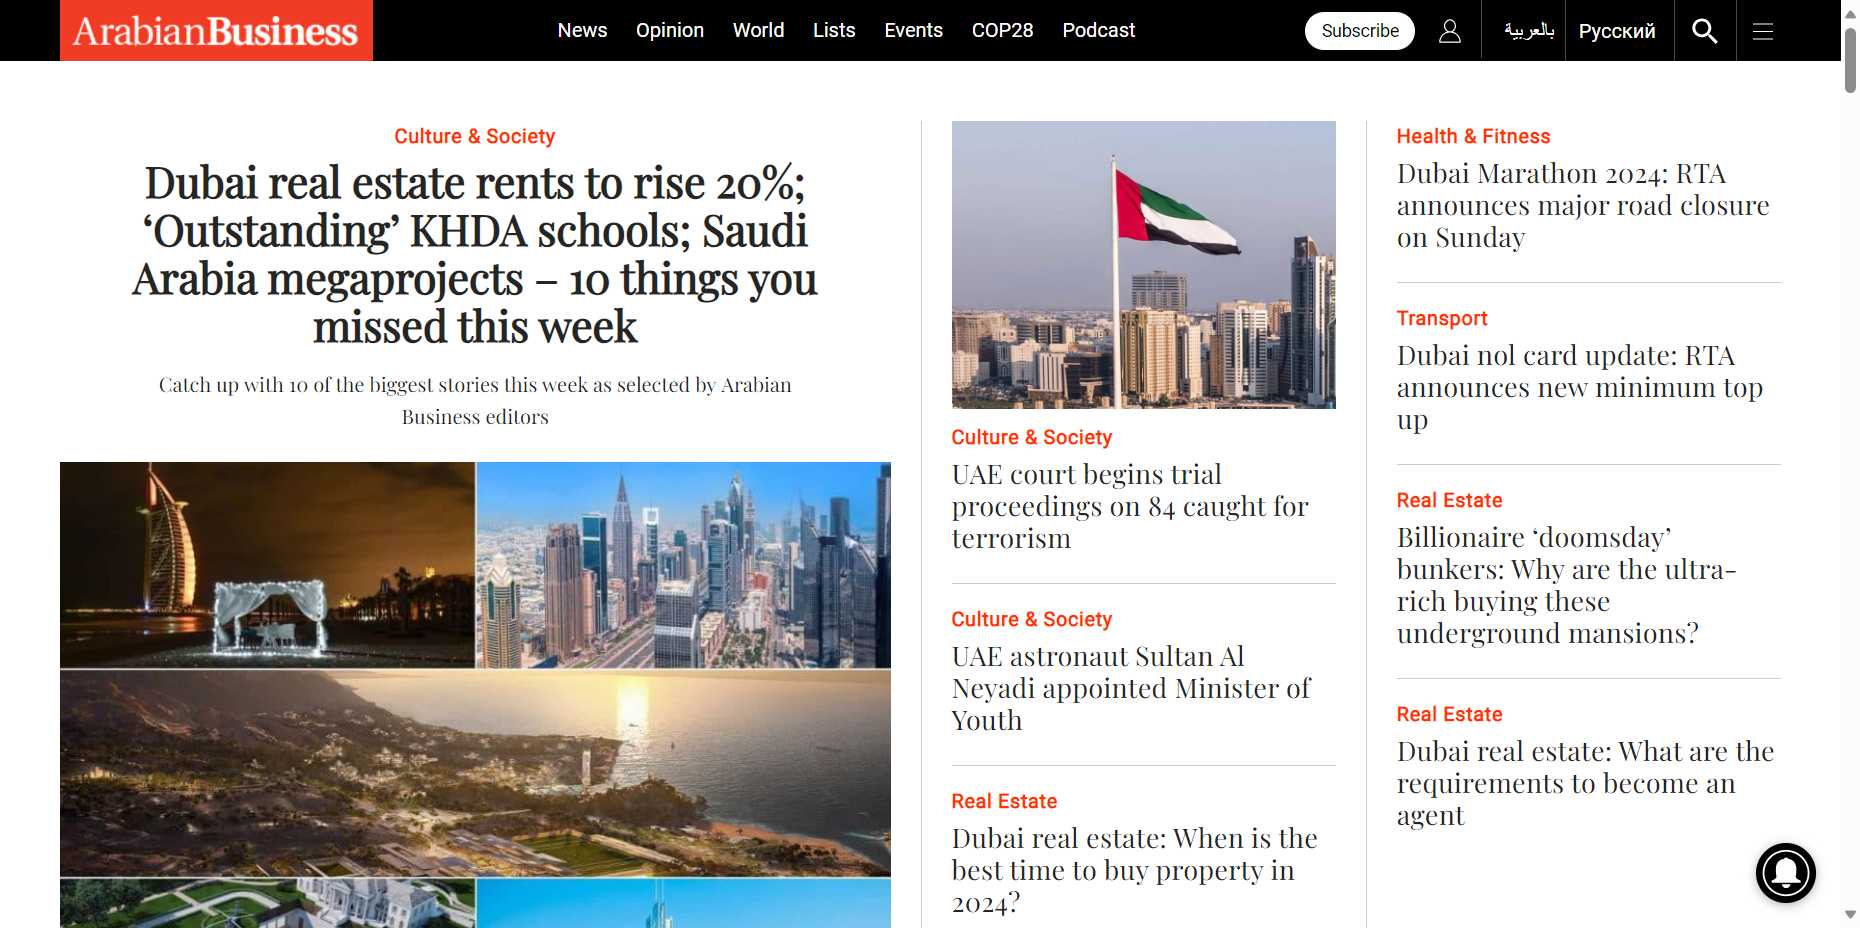 ArabianBusiness
News
Opinion
World
Lists
Events
COP28
Podcast
Subscribe
بالعربية
Русский
Culture & Society
Dubai real estate rents to rise 20%;
‘Outstanding’ KHDA schools; Saudi
Arabia megaprojects – 10 things you
missed this week
Catch up with 10 of the biggest stories this week as selected by Arabian
Business editors
Culture & Society
UAE court begins trial
proceedings on 84 caught for
terrorism
Culture & Society
UAE astronaut Sultan Al
Neyadi appointed Minister of
Youth
Real Estate
Dubai real estate: When is the
best time to buy property in
2024?
Health & Fitness
Dubai Marathon 2024: RTA
announces major road closure
on Sunday
Transport
Dubai nol card update: RTA
announces new minimum top
up
Real Estate
Billionaire ‘doomsday’
bunkers: Why are the ultra-
rich buying these
underground mansions?
Real Estate
Dubai real estate: What are the
requirements to become an
agent